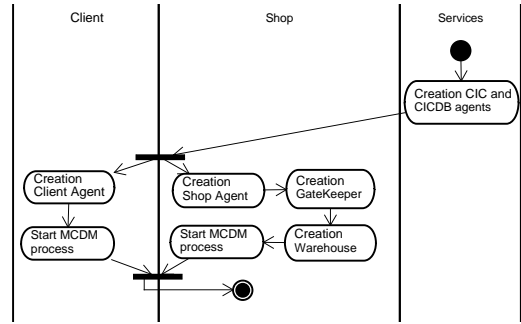 Client
Shop
Services
Creation CIC and
CICDB agents
Creation
Client Agent
Creation
Shop Agent
Creation
GateKeeper
Start MCDM
process
Start MCDM
process
Creation
Warehouse